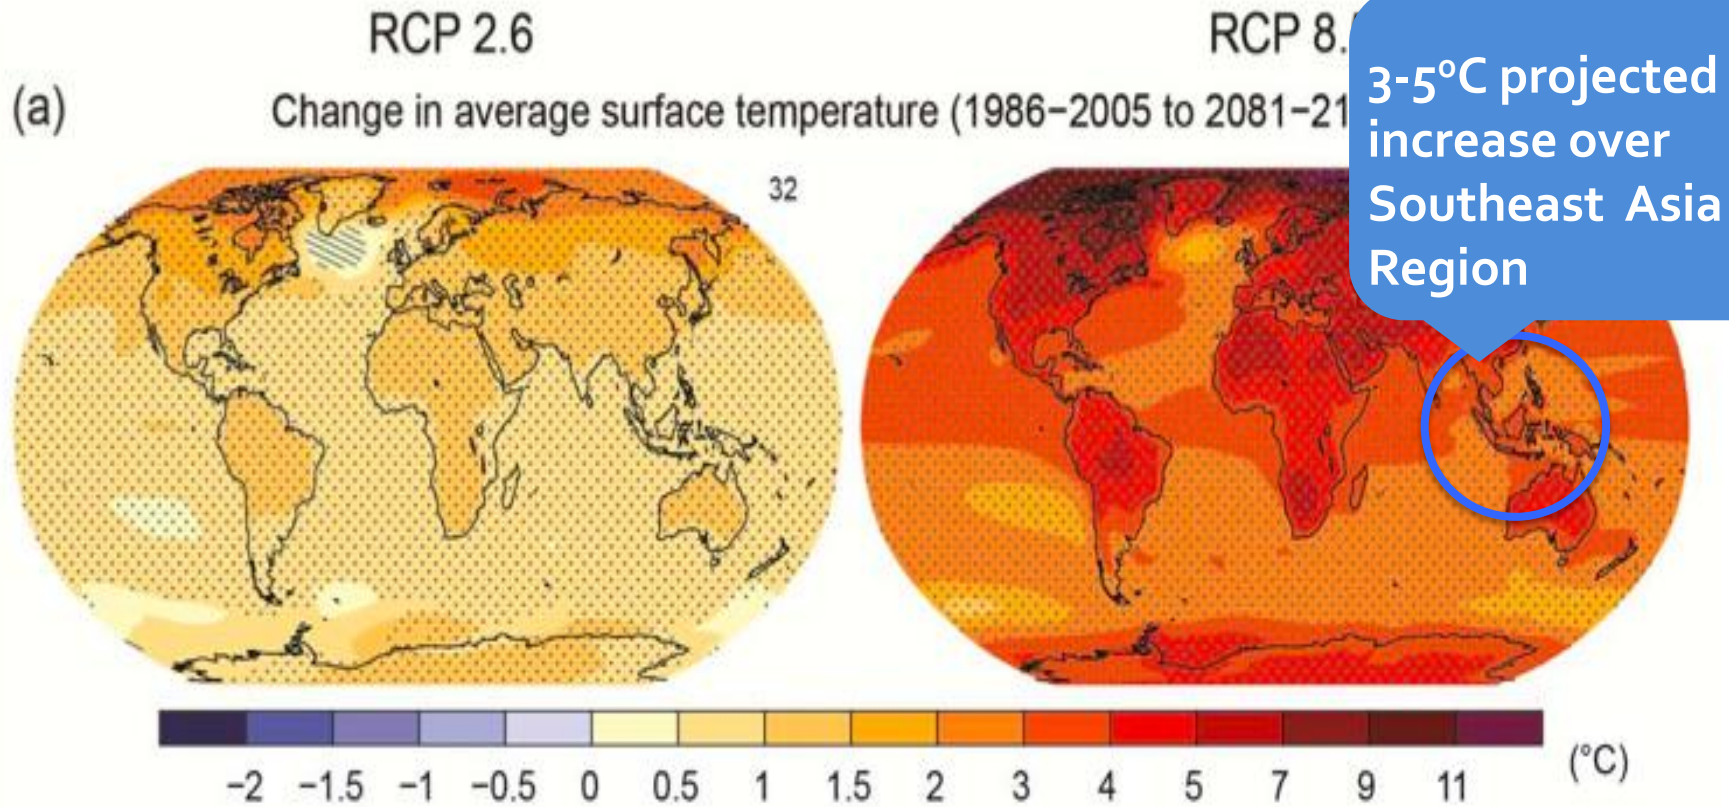 RCP 2.6
RCP 8.
(a)
Change in average surface temperature (1986−2005 to 2081−21
3-5ºC projected
increase over
Southeast Asia
Region
32
−2 −1.5 −1 −0.5 0 0.5 1 1.5 2 3 4 5 7 9 11
(°C)